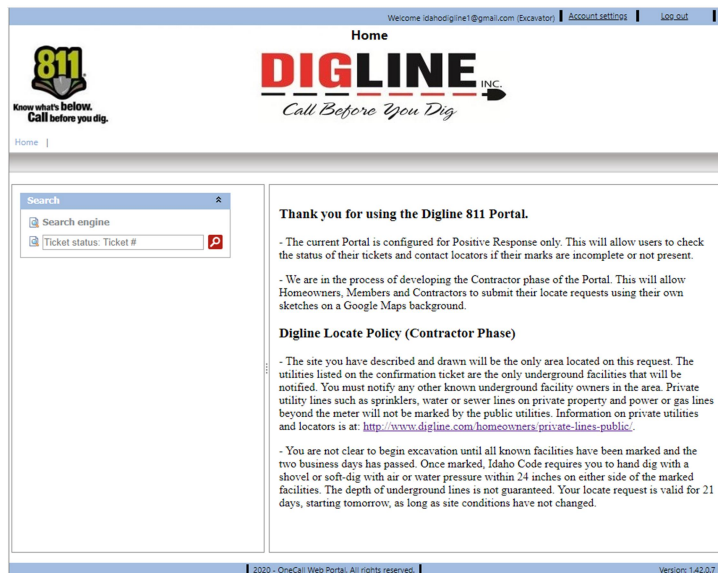 Welcome idahodigline1@gmail.com (Excavator) Account settings Log out
Home
811
Know what's below.
Call before you dig.
DIGLINE INC.
Call Before You Dig
Home |
Search
Search engine
Ticket status: Ticket #
Thank you for using the Digline 811 Portal.
- The current Portal is configured for Positive Response only. This will allow users to check
the status of their tickets and contact locators if their marks are incomplete or not present.
- We are in the process of developing the Contractor phase of the Portal. This will allow
Homeowners, Members and Contractors to submit their locate requests using their own
sketches on a Google Maps background.
Digline Locate Policy (Contractor Phase)
- The site you have described and drawn will be the only area located on this request. The
utilities listed on the confirmation ticket are the only underground facilities that will be
notified. You must notify any other known underground facility owners in the area. Private
utility lines such as sprinklers, water or sewer lines on private property and power or gas lines
beyond the meter will not be marked by the public utilities. Information on private utilities
and locators is at: http://www.digline.com/homeowners/private-lines-public/.
- You are not clear to begin excavation until all known facilities have been marked and the
two business days has passed. Once marked, Idaho Code requires you to hand dig with a
shovel or soft-dig with air or water pressure within 24 inches on either side of the marked
facilities. The depth of underground lines is not guaranteed. Your locate request is valid for 21
days, starting tomorrow, as long as site conditions have not changed.
2020 - OneCall Web Portal. All rights reserved.
Version: 1.42.0.7